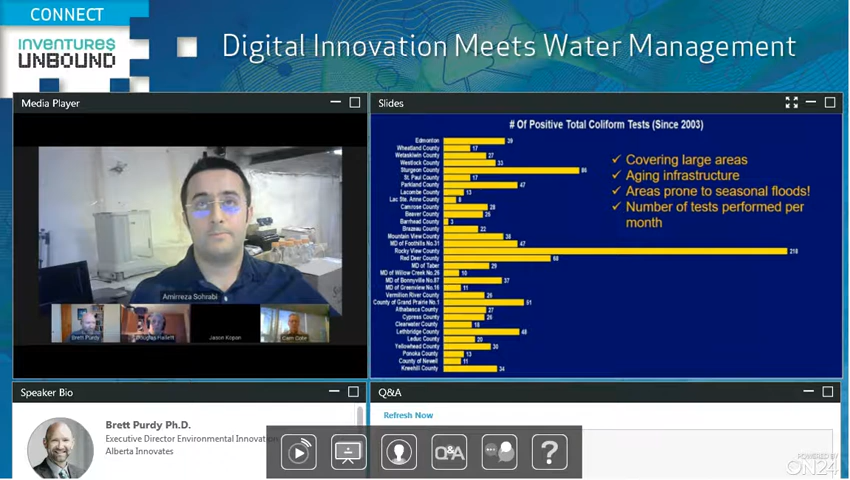 CONNECT
INVENTURE$
UNBOUND
Digital Innovation Meets Water Management
Media Player
Slides
# Of Positive Total Coliform Tests (Since 2003)
Edmonton 39
Wheatland County 17
Wetaskiwin County 27
Westlock County 33
Sturgeon County 86
St. Paul County 17
Parkland County 47
Lacombe County 13
Lac Ste. Anne County 8
Camrose County 28
Beaver County 25
Barrhead County 3
Brazeau County 22
Mountain View County 38
MD of Foothills No.31 47
Rocky View County 218
Red Deer County 68
MD of Taber 29
MD of Willow Creek No.26 10
MD of Bonnyville No.87 37
MD of Greenview No.16 11
Vermilion River County 26
County of Grand Prairie No.1 51
Athabasca County 27
Cypress County 26
Clearwater County 18
Lethbridge County 48
Leduc County 20
Yellowhead County 30
Ponoka County 13
County of Newell 11
Kneehill County 34
✓ Covering large areas
✓ Aging infrastructure
✓ Areas prone to seasonal floods!
✓ Number of tests performed per
month
Amirreza Sohrabi
Brett Purdy
Douglas Hallett
Jason Kopan
Cam Cote
Speaker Bio
Q&A
Refresh Now
Brett Purdy Ph.D.
Executive Director Environmental Innovation
Alberta Innovates
Q&A
?
POWERED BY
ON24